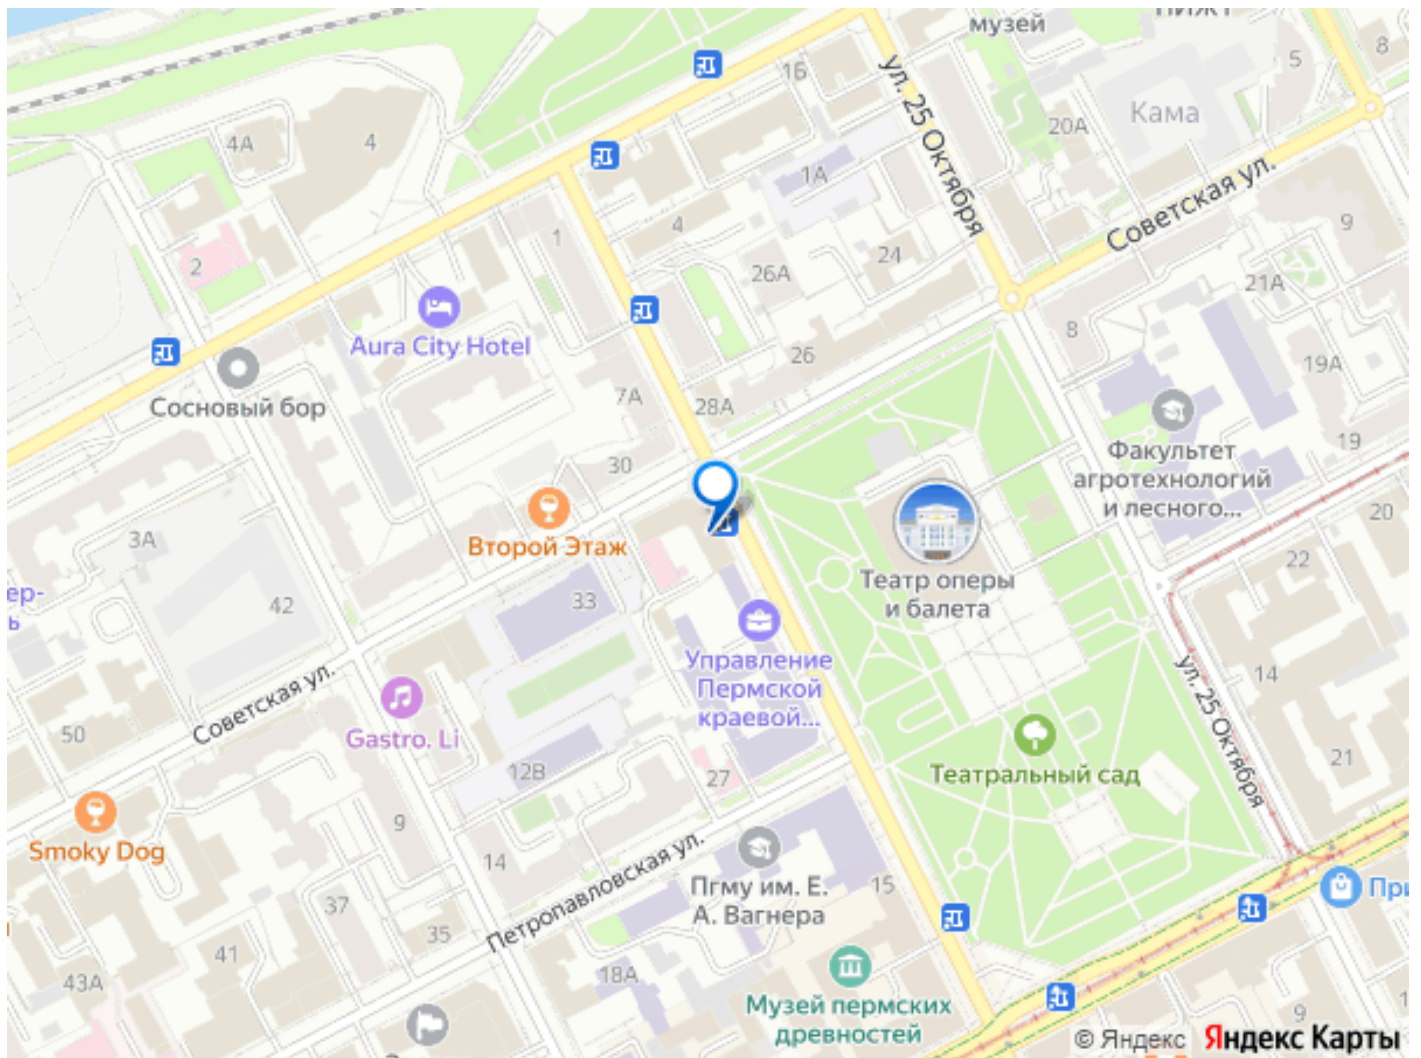 музей
ул. 25 Октября
16
5
8
4А
4
20А
Кама
1А
Советская ул.
2
1
4
24
26А
9
21А
Aura City Hotel
26
8
19А
Сосновый бор
7А
28А
19
30
Факультет
агротехнологий
и лесного...
Второй Этаж
3А
20
22
Театр оперы
и балета
ер-
ь
42
33
Управление
Пермской
краевой...
14
ул. 25 Октября
Советская ул.
50
Gastro. Li
12В
27
Театральный сад
21
Smoky Dog
9
14
Петропавловская ул.
Пгму им. Е.
А. Вагнера
15
При
37
35
41
43А
18А
Музей пермских
древностей
9
1
© Яндекс Яндекс Карты